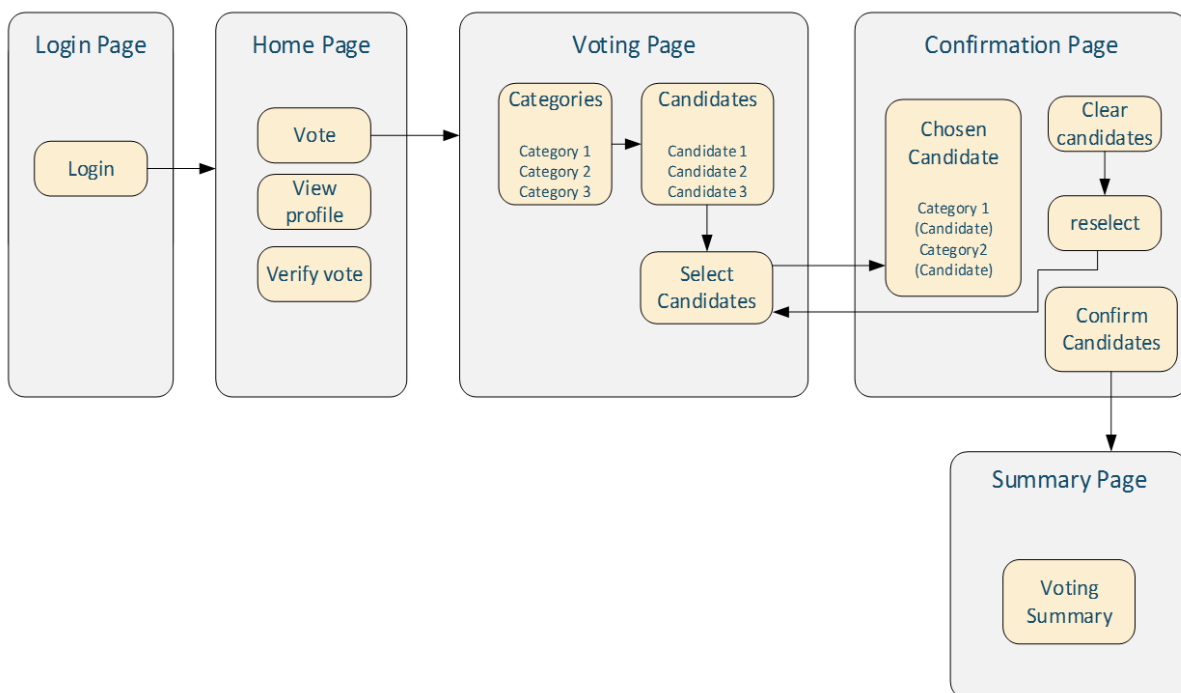 Login Page
Login
Home Page
Vote
View
profile
Verify vote
Voting Page
Categories
Category 1
Category 2
Category 3
Candidates
Candidate 1
Candidate 2
Candidate 3
Select
Candidates
Confirmation Page
Chosen
Candidate
Category 1
(Candidate)
Category2
(Candidate)
Clear
candidates
reselect
Confirm
Candidates
Summary Page
Voting
Summary